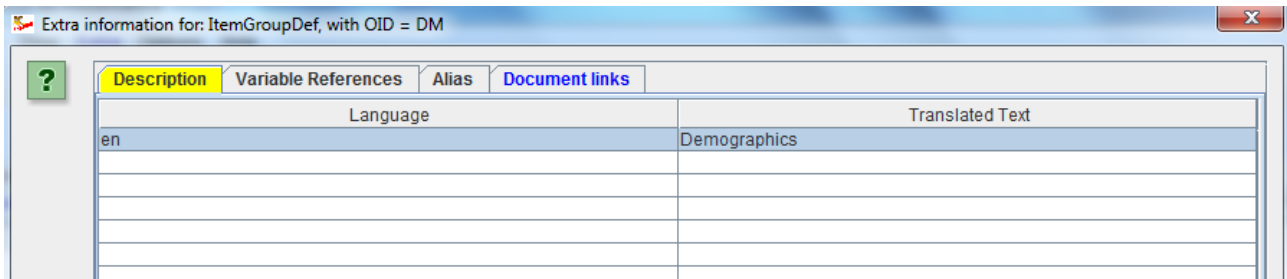 Extra information for: ItemGroupDef, with OID = DM
x
?
Description Variable References Alias Document links
Language Translated Text
en Demographics